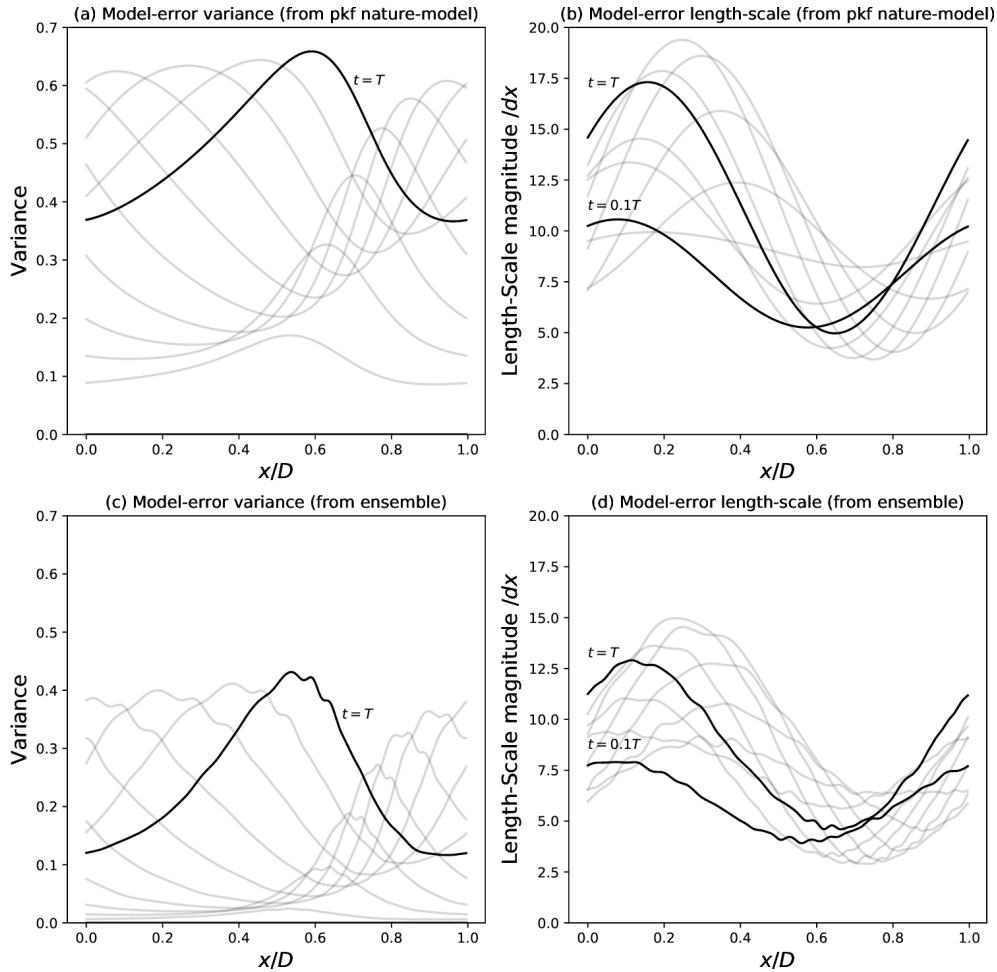 (a) Model-error variance (from pkf nature-model)
0.7
0.6
0.5
0.4
0.3
0.2
0.1
0.0
Variance
t = T
0.0 0.2 0.4 0.6 0.8 1.0
x/D
(b) Model-error length-scale (from pkf nature-model)
20.0
17.5
15.0
12.5
10.0
7.5
5.0
2.5
0.0
Length-Scale magnitude /dx
t = T
t = 0.1T
0.0 0.2 0.4 0.6 0.8 1.0
x/D
(c) Model-error variance (from ensemble)
0.7
0.6
0.5
0.4
0.3
0.2
0.1
0.0
Variance
t = T
0.0 0.2 0.4 0.6 0.8 1.0
x/D
(d) Model-error length-scale (from ensemble)
20.0
17.5
15.0
12.5
10.0
7.5
5.0
2.5
0.0
Length-Scale magnitude /dx
t = T
t = 0.1T
0.0 0.2 0.4 0.6 0.8 1.0
x/D